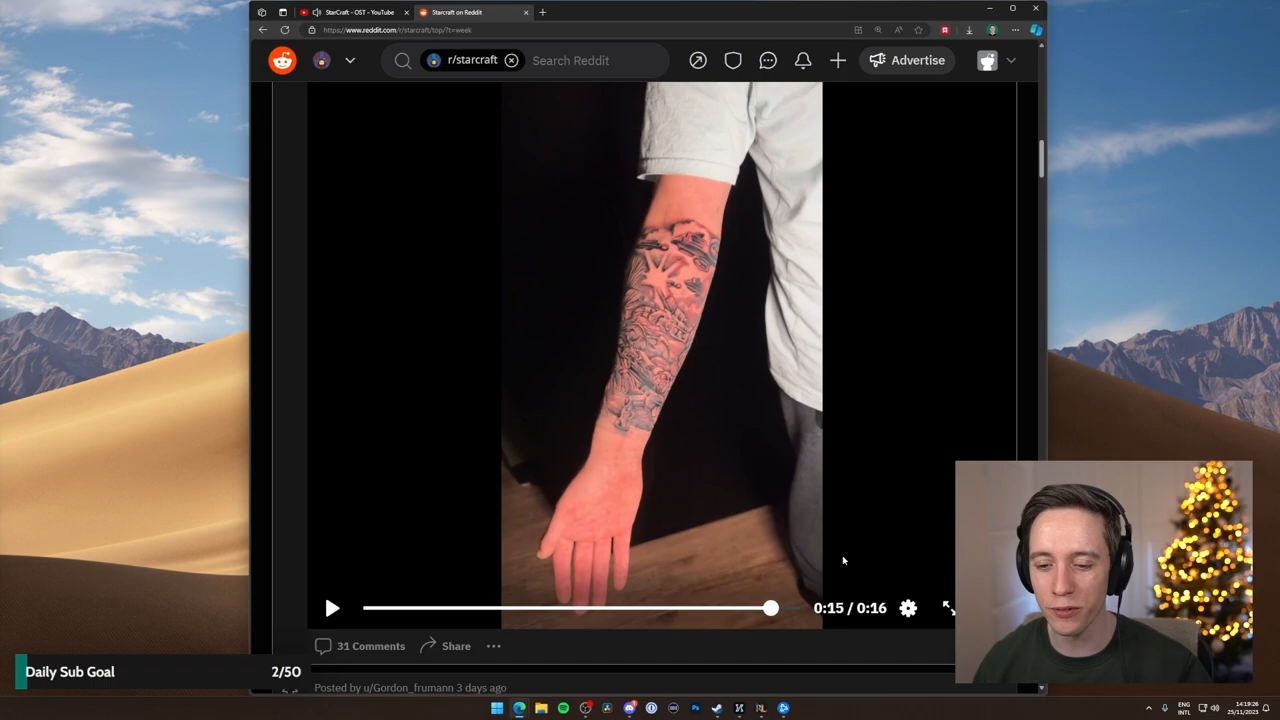 StarCraft - OST - YouTube
Starcraft on Reddit
https://www.reddit.com/r/starcraft/top/?t=week
r/starcraft
Search Reddit
Advertise
0:15 / 0:16
31 Comments
Share
Posted by u/Gordon_frumann 3 days ago
Daily Sub Goal 2/50
ENG
INTL
14:19:26
25/11/2023